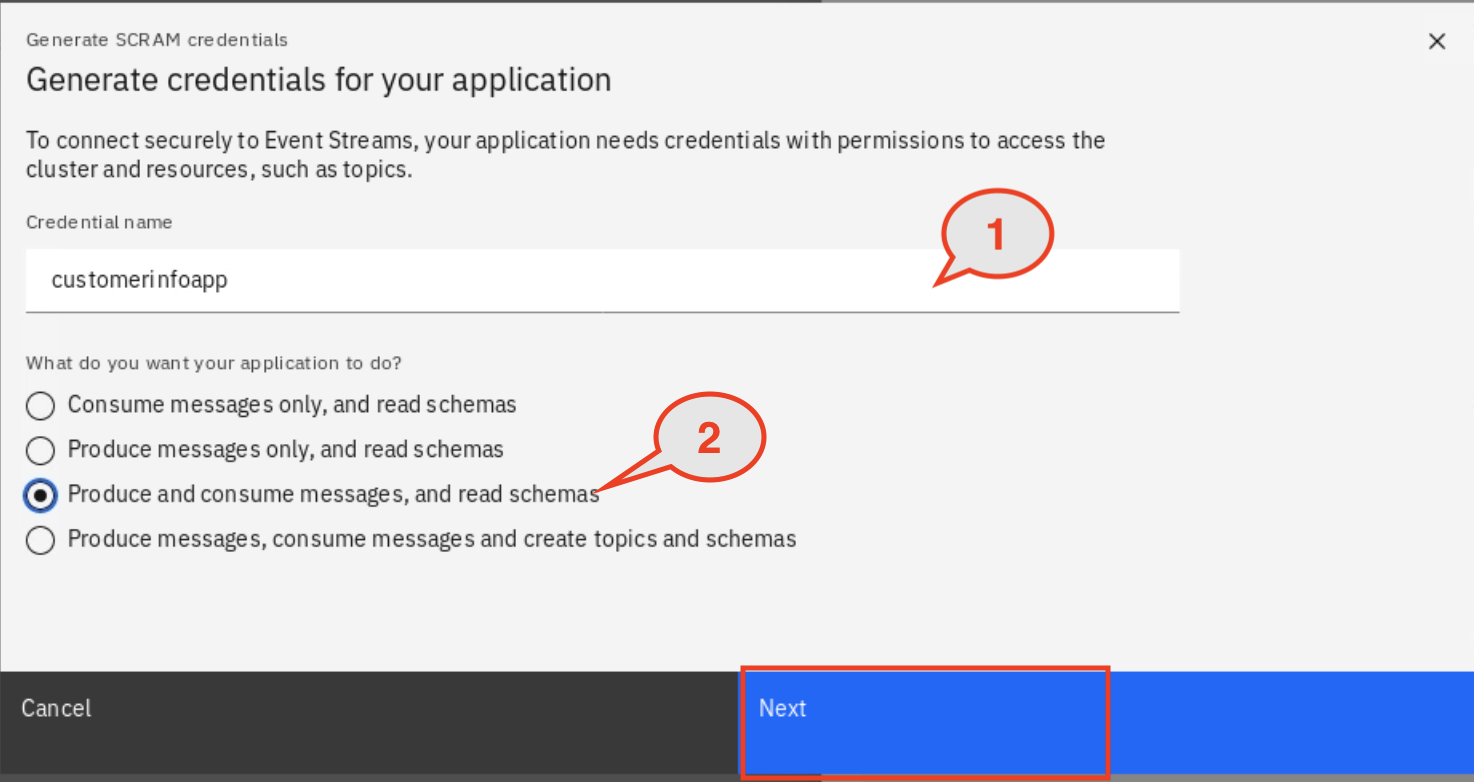 Generate SCRAM credentials
Generate credentials for your application
To connect securely to Event Streams, your application needs credentials with permissions to access the
cluster and resources, such as topics.
Credential name
1
customerinfoapp
What do you want your application to do?
Consume messages only, and read schemas
2
Produce messages only, and read schemas
Produce and consume messages, and read schemas
Produce messages, consume messages and create topics and schemas
Cancel
Next